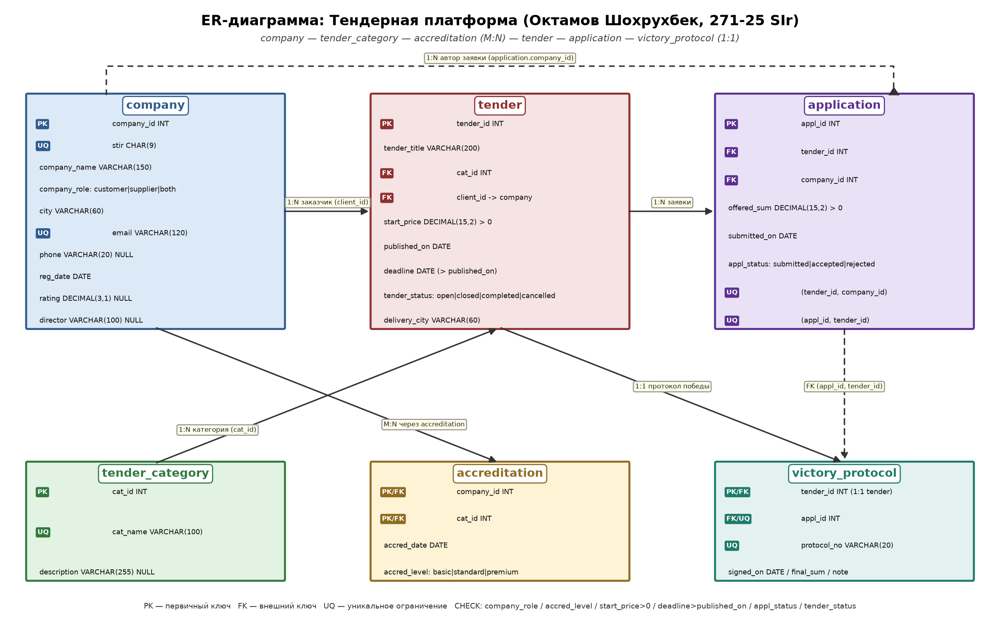 ER-диаграмма: Тендерная платформа (Октамов Шохрухбек, 271-25 SIr)
company — tender_category — accreditation (M:N) — tender — application — victory_protocol (1:1)
1:N автор заявки (application.company_id)
company
PK company_id INT
UQ stir CHAR(9)
company_name VARCHAR(150)
company_role: customer|supplier|both
city VARCHAR(60)
UQ email VARCHAR(120)
phone VARCHAR(20) NULL
reg_date DATE
rating DECIMAL(3,1) NULL
director VARCHAR(100) NULL
1:N заказчик (client_id)
tender
PK tender_id INT
tender_title VARCHAR(200)
FK cat_id INT
FK client_id -> company
start_price DECIMAL(15,2) > 0
published_on DATE
deadline DATE (> published_on)
tender_status: open|closed|completed|cancelled
delivery_city VARCHAR(60)
1:N заявки
application
PK appl_id INT
FK tender_id INT
FK company_id INT
offered_sum DECIMAL(15,2) > 0
submitted_on DATE
appl_status: submitted|accepted|rejected
UQ (tender_id, company_id)
UQ (appl_id, tender_id)
1:1 протокол победы
FK (appl_id, tender_id)
1:N категория (cat_id)
M:N через accreditation
tender_category
PK cat_id INT
UQ cat_name VARCHAR(100)
description VARCHAR(255) NULL
accreditation
PK/FK company_id INT
PK/FK cat_id INT
accred_date DATE
accred_level: basic|standard|premium
victory_protocol
PK/FK tender_id INT (1:1 tender)
FK/UQ appl_id INT
UQ protocol_no VARCHAR(20)
signed_on DATE / final_sum / note
PK — первичный ключ FK — внешний ключ UQ — уникальное ограничение CHECK: company_role / accred_level / start_price>0 / deadline>published_on / appl_status / tender_status